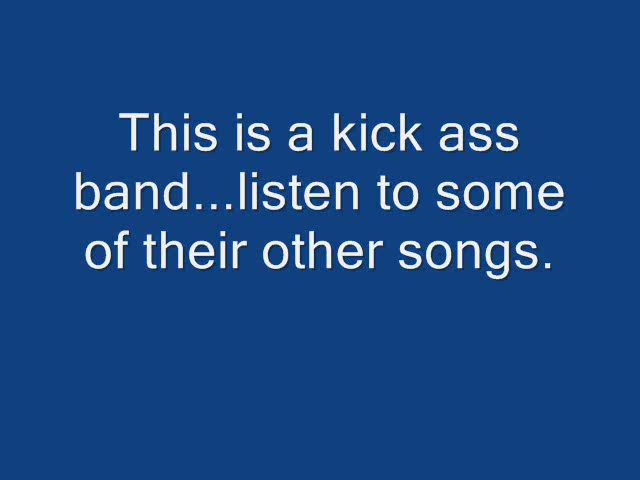 This is a kick ass
band...listen to some
of their other songs.